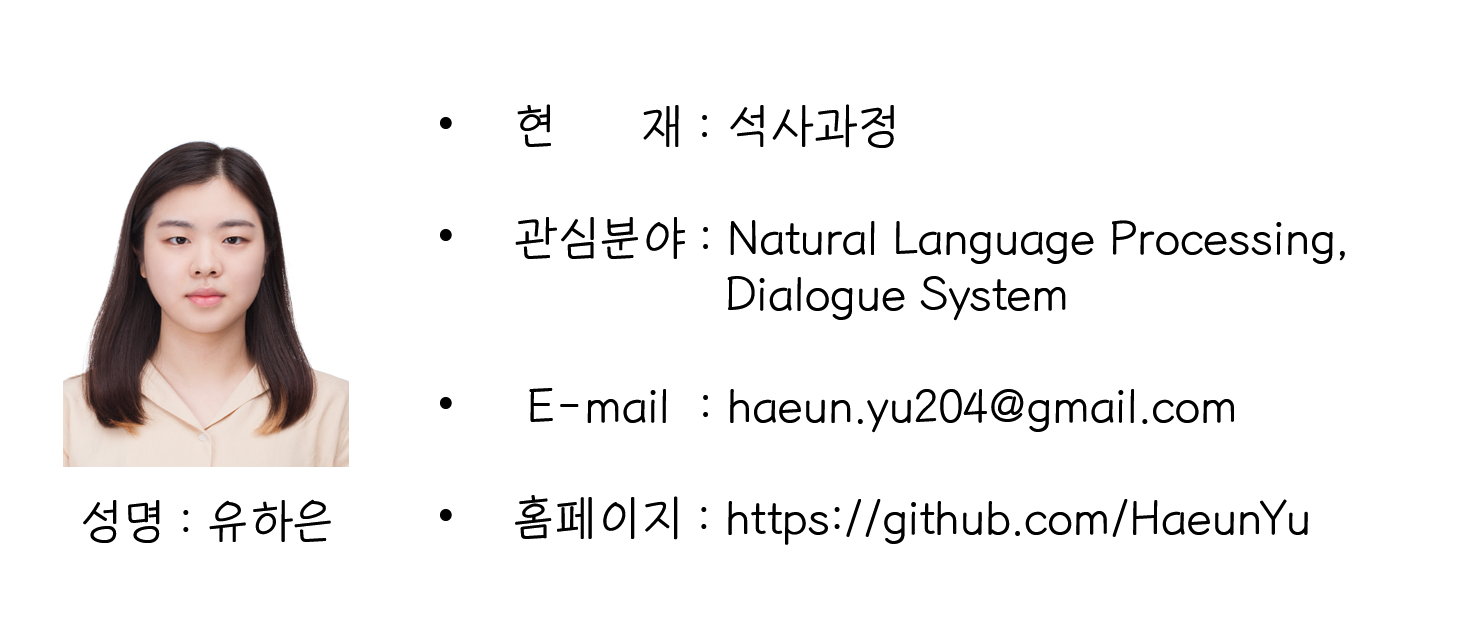 • 현 재 : 석사과정
• 관심분야 : Natural Language Processing,
Dialogue System
• E-mail : haeun.yu204@gmail.com
• 홈페이지 : https://github.com/HaeunYu
성명 : 유하은